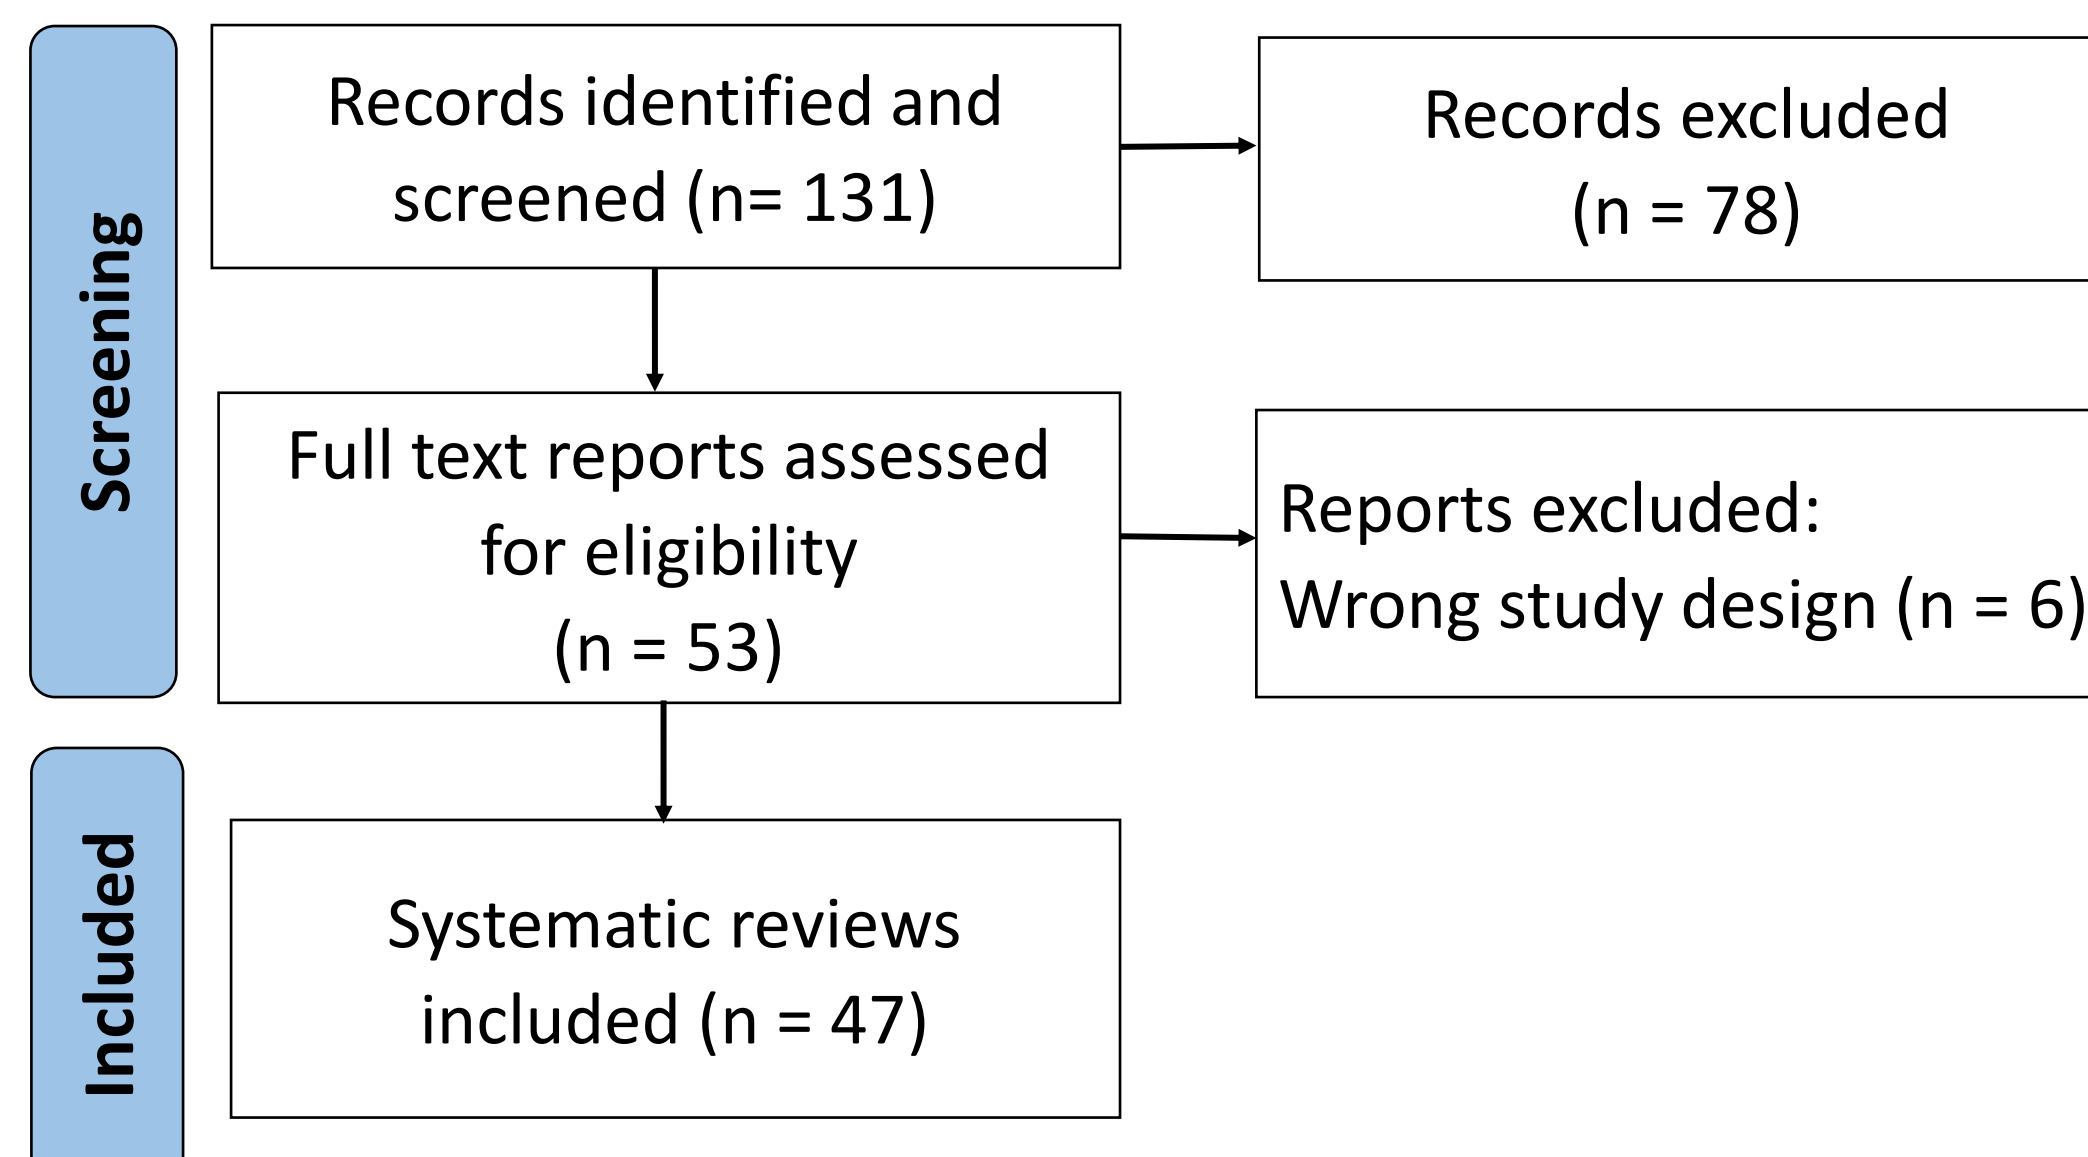 Screening
Records identified and
screened (n= 131)
Records excluded
(n = 78)
Full text reports assessed
for eligibility
(n = 53)
Reports excluded:
Wrong study design (n = 6)
Included
Systematic reviews
included (n = 47)